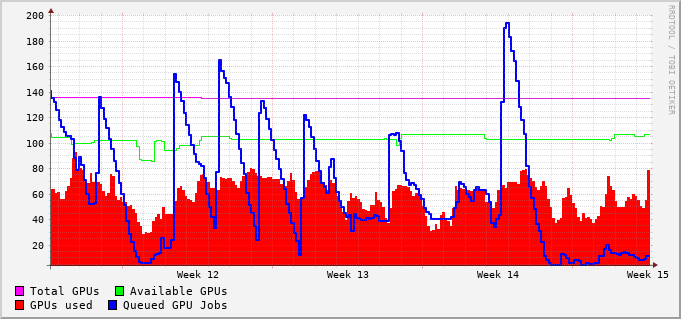 200
180
160
140
120
100
80
60
40
20
Week 12 Week 13 Week 14 Week 15
Total GPUs Available GPUs
GPUs used Queued GPU Jobs
RRDTOOL / TOBI OETIKER